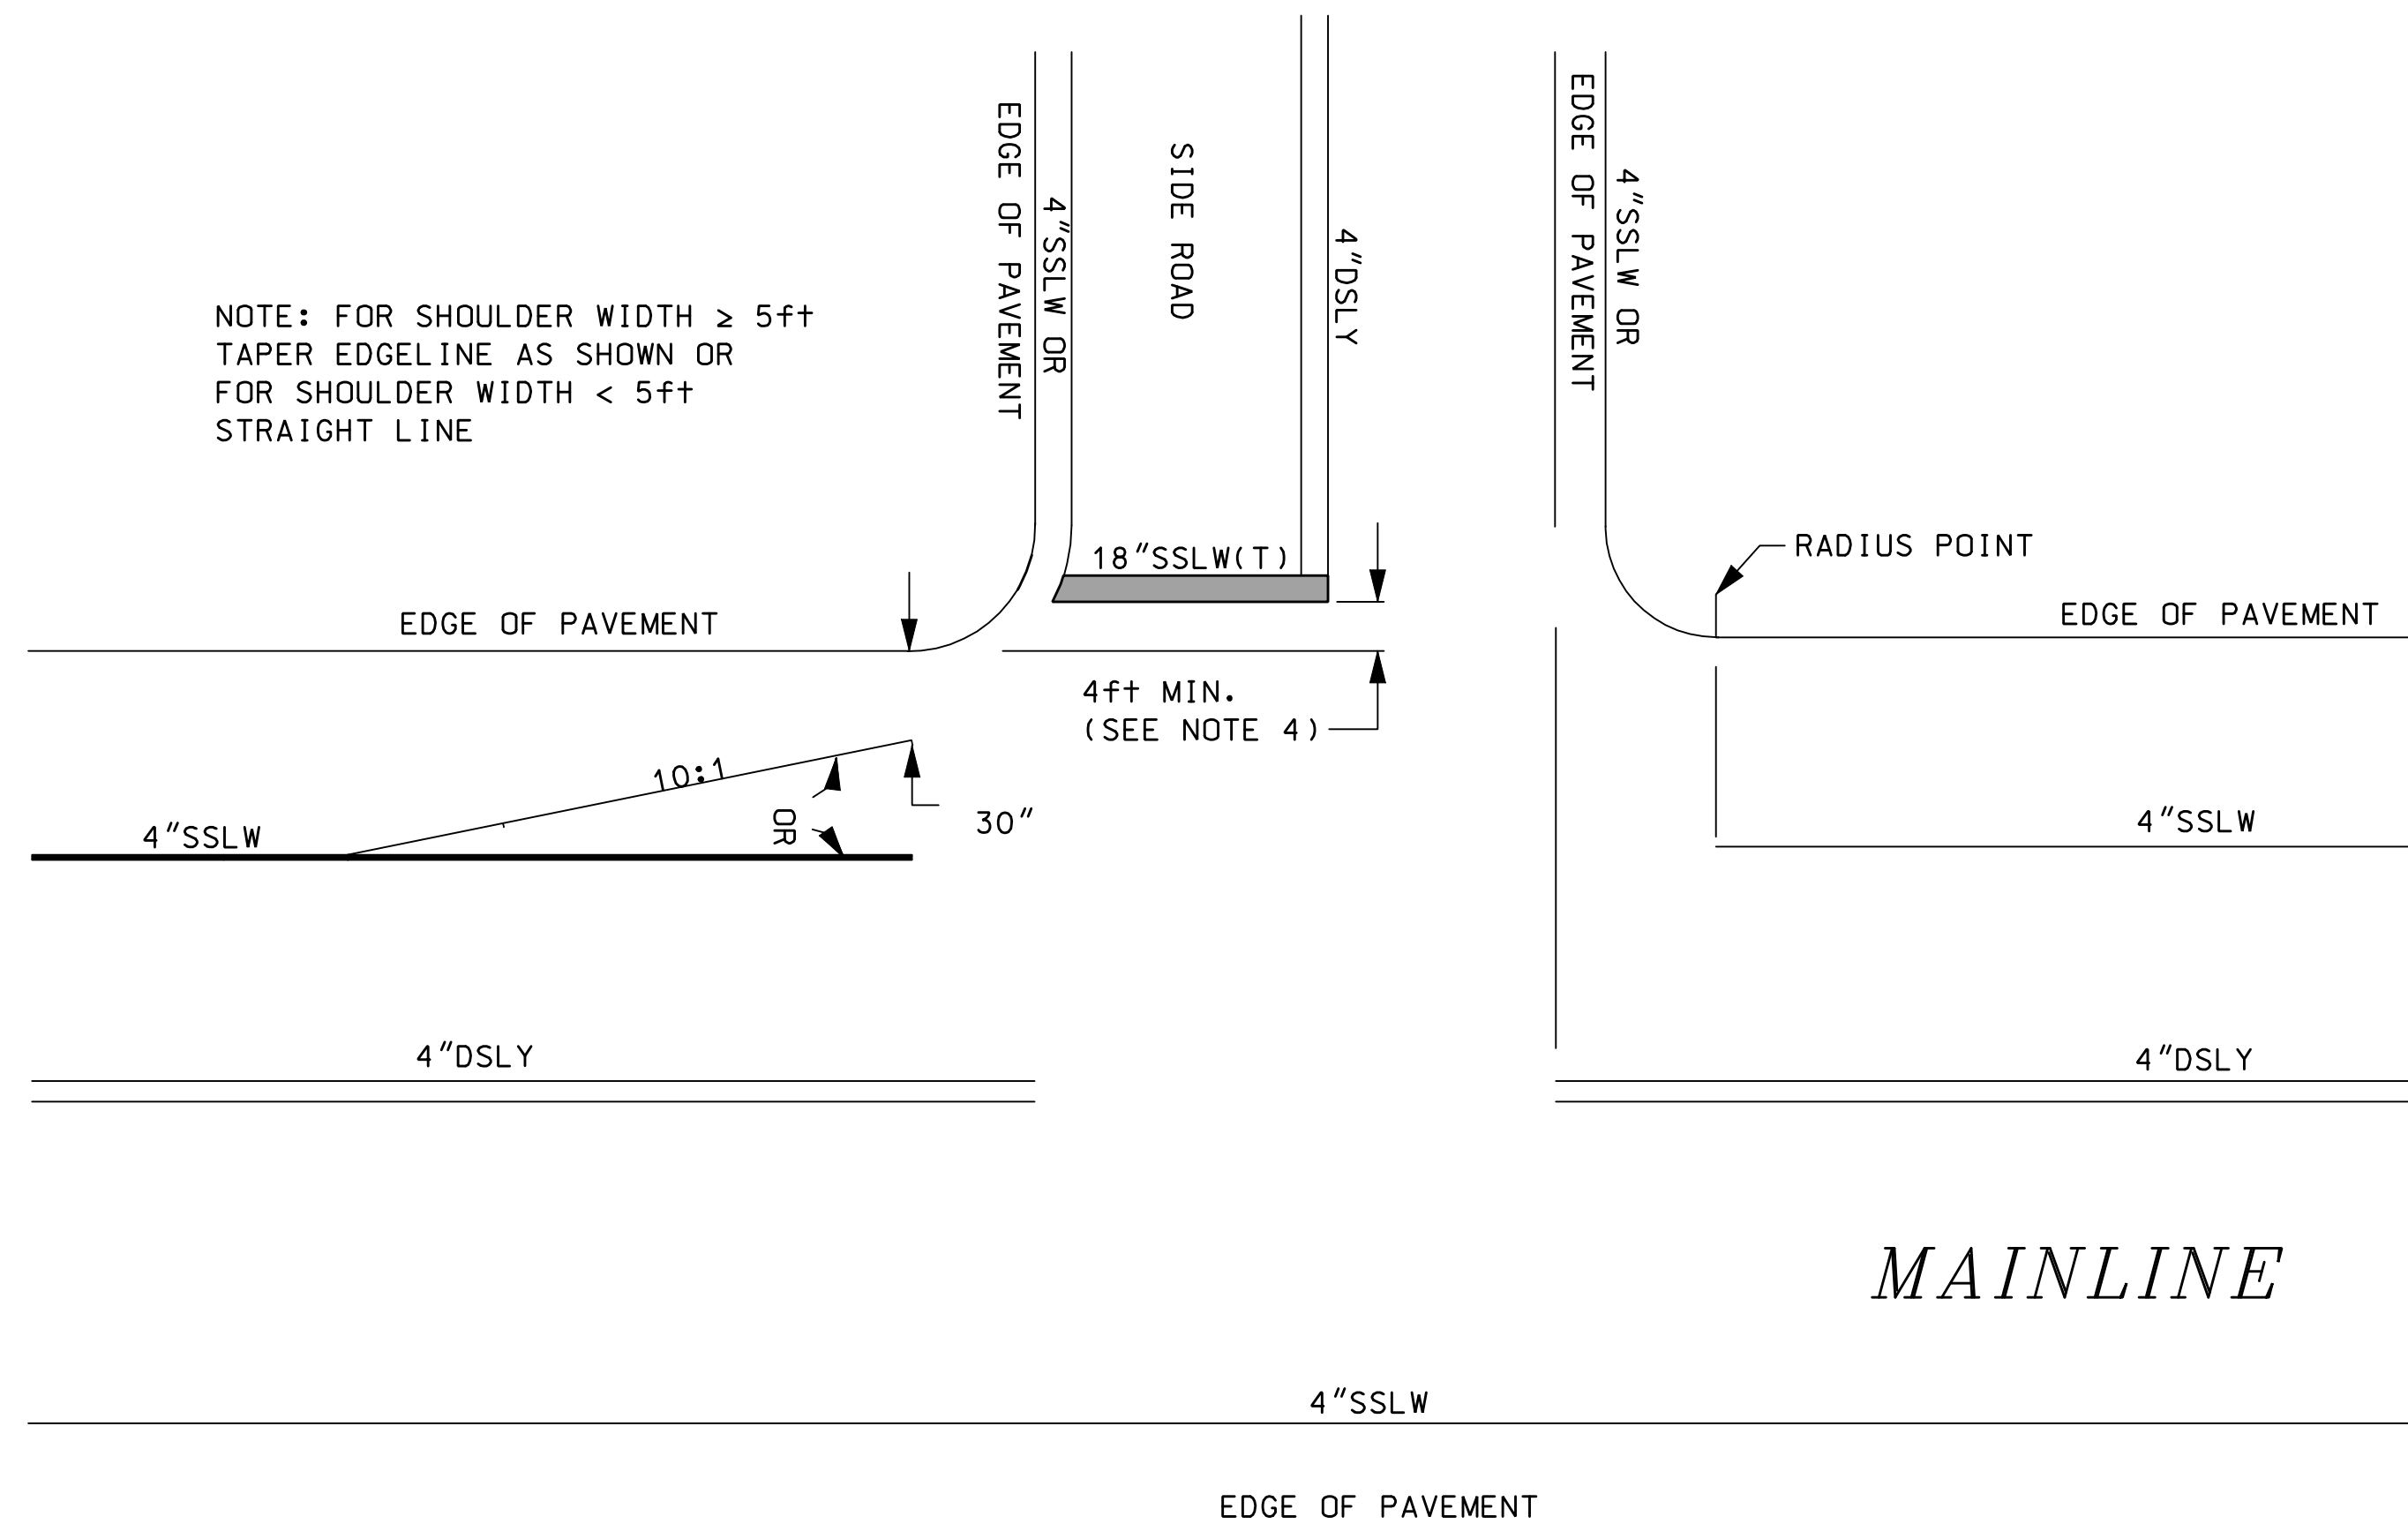 EDGE OF PAVEMENT
4"SSLW OR
SIDE ROAD
4"DSLY
EDGE OF PAVEMENT
4"SSLW OR
NOTE: FOR SHOULDER WIDTH ≥ 5ft
TAPER EDGELINE AS SHOWN OR
FOR SHOULDER WIDTH < 5ft
STRAIGHT LINE
18"SSLW(T)
RADIUS POINT
EDGE OF PAVEMENT
EDGE OF PAVEMENT
4ft MIN.
(SEE NOTE 4)
10:1
OR
30"
4"SSLW
4"SSLW
4"DSLY
4"DSLY
MAINLINE
4"SSLW
EDGE OF PAVEMENT